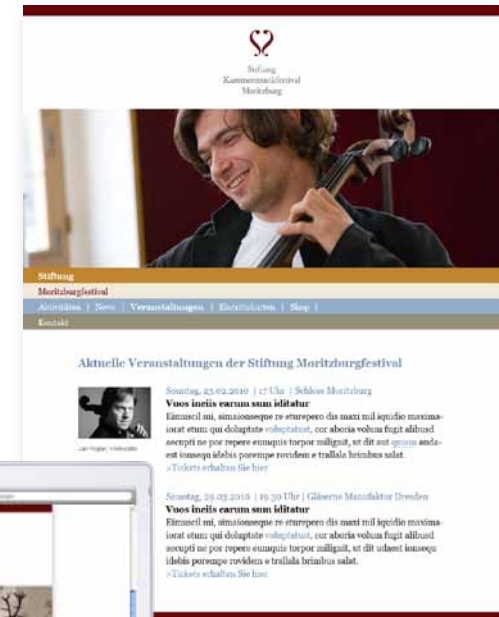 Stiftung
Kammermusikfestival
Moritzburg
Stiftung
Moritzburgfestival
Aktivitäten | News | Veranstaltungen | Eintrittskarten | Shop |
Kontakt
Aktuelle Veranstaltungen der Stiftung Moritzburgfestival
Sonntag, 23.02.2010 | 17 Uhr | Schloss Moritzburg
Vuos inciis earum sum iditatur
Eimuscil mi, simaionseque re eturepero dis maxi mil iquidio maxima-
iorat etum qui doluptate voluptatust, cor aboria volum fugit alibusd
aecupti ne por repere eumquis torpor milignit, ut dit aut quium ande-
est ionsequ idebis porempe rovidem e trallala brimbus salat.
>Tickets erhalten Sie hier
Jan Vogler, Violoncello
Sonntag, 29.03.2010 | 19.30 Uhr | Gläserne Manufaktur Dresden
Vuos inciis earum sum iditatur
Eimuscil mi, simaionseque re eturepero dis maxi mil iquidio maxima-
iorat etum qui doluptate voluptatust, cor aboria volum fugit alibusd
aecupti ne por repere eumquis torpor milignit, ut dit udaest ionsequ
idebis porempe rovidem e trallala brimbus salat.
>Tickets erhalten Sie hier